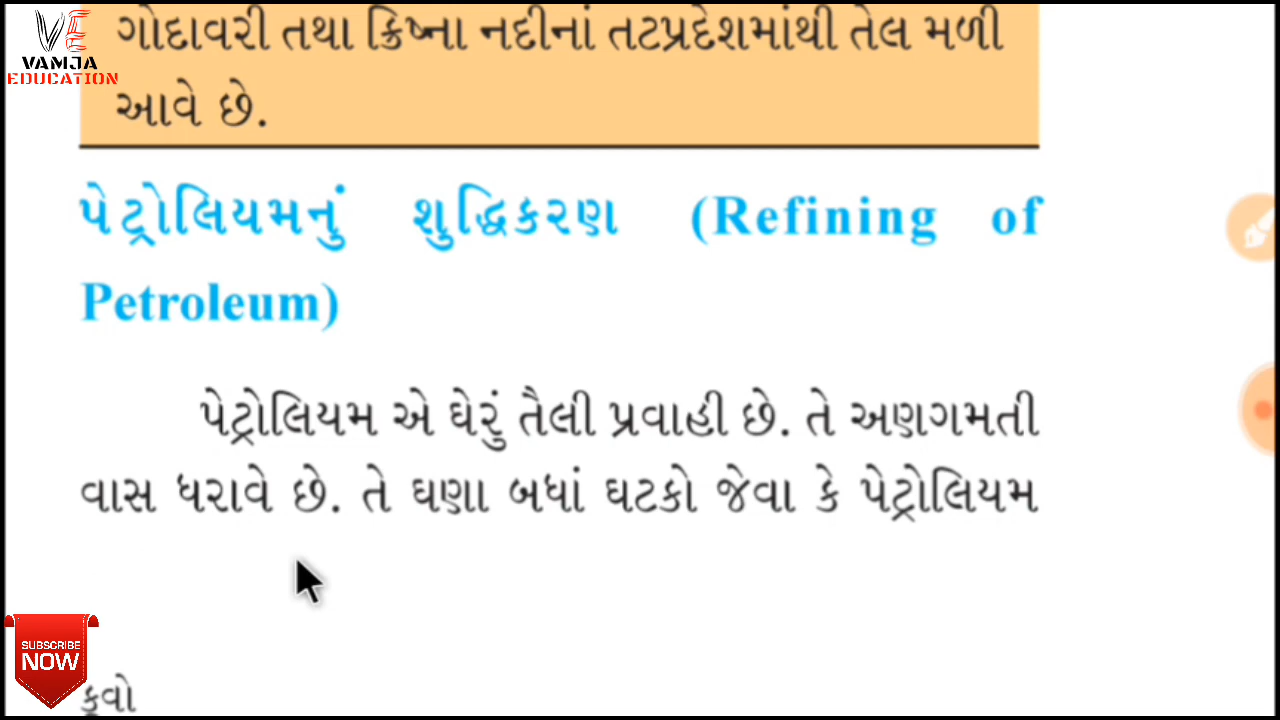 VE
VAMJA
EDUCATION
ગોદાવરી તથા ક્રિષ્ના નદીનાં તટપ્રદેશમાંથી તેલ મળી
આવે છે.
પેટ્રોલિયમનું શુદ્ધિકરણ (Refining of
Petroleum)
પેટ્રોલિયમ એ ઘેરું તૈલી પ્રવાહી છે. તે અણગમતી
વાસ ધરાવે છે. તે ઘણા બધાં ઘટકો જેવા કે પેટ્રોલિયમ
SUBSCRIBE
NOW
કૂવો